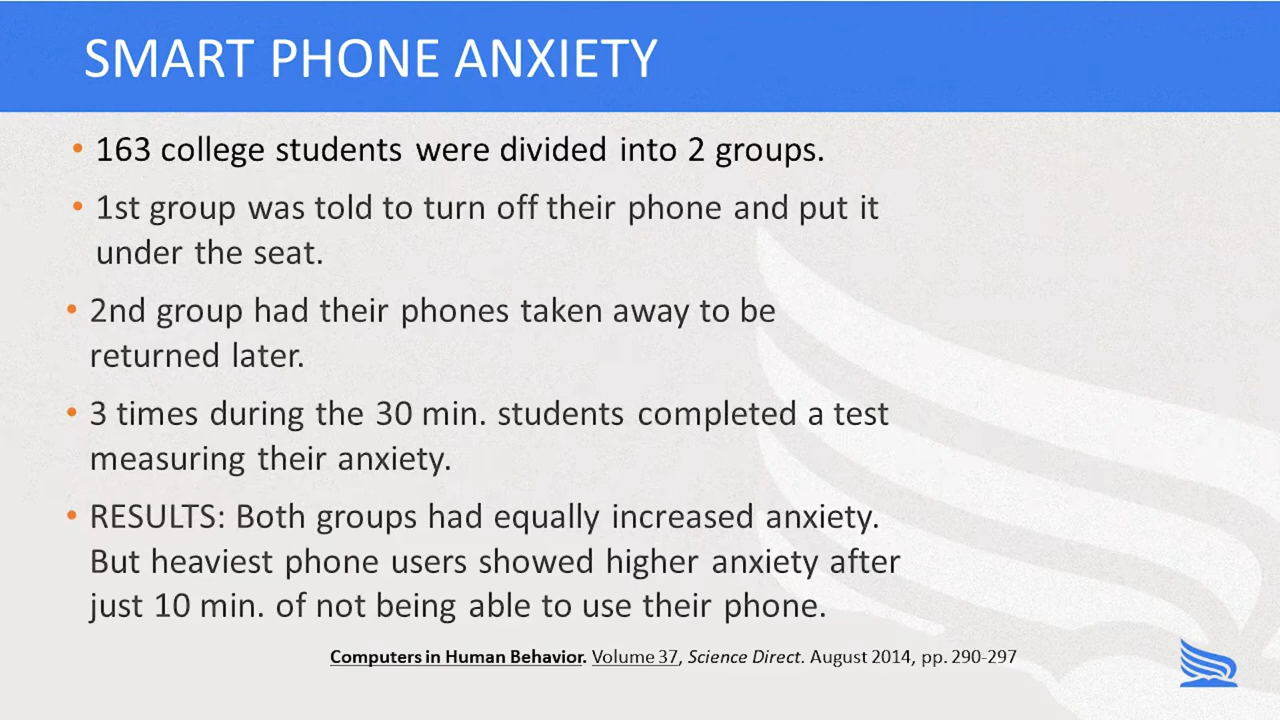 SMART PHONE ANXIETY
• 163 college students were divided into 2 groups.
• 1st group was told to turn off their phone and put it
under the seat.
• 2nd group had their phones taken away to be
returned later.
• 3 times during the 30 min. students completed a test
measuring their anxiety.
• RESULTS: Both groups had equally increased anxiety.
But heaviest phone users showed higher anxiety after
just 10 min. of not being able to use their phone.
Computers in Human Behavior. Volume 37, Science Direct. August 2014, pp. 290-297